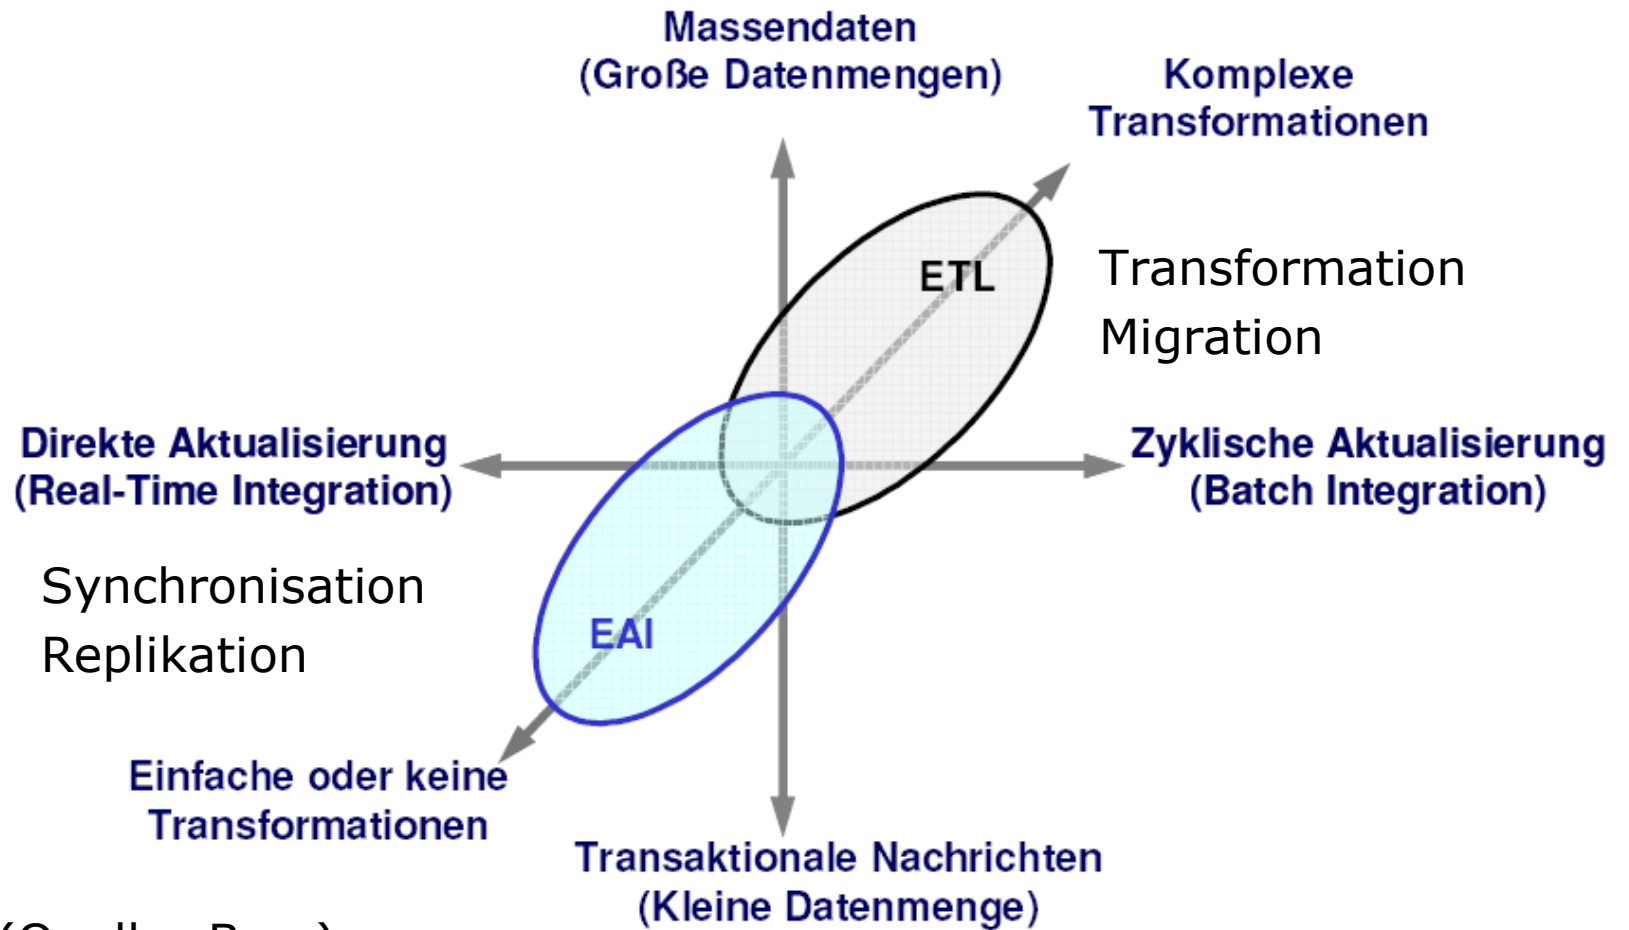 Massendaten
(Große Datenmengen)
Komplexe
Transformationen
ETL
Transformation
Migration
Direkte Aktualisierung
(Real-Time Integration)
Zyklische Aktualisierung
(Batch Integration)
Synchronisation
Replikation
EAI
Einfache oder keine
Transformationen
Transaktionale Nachrichten
(Kleine Datenmenge)